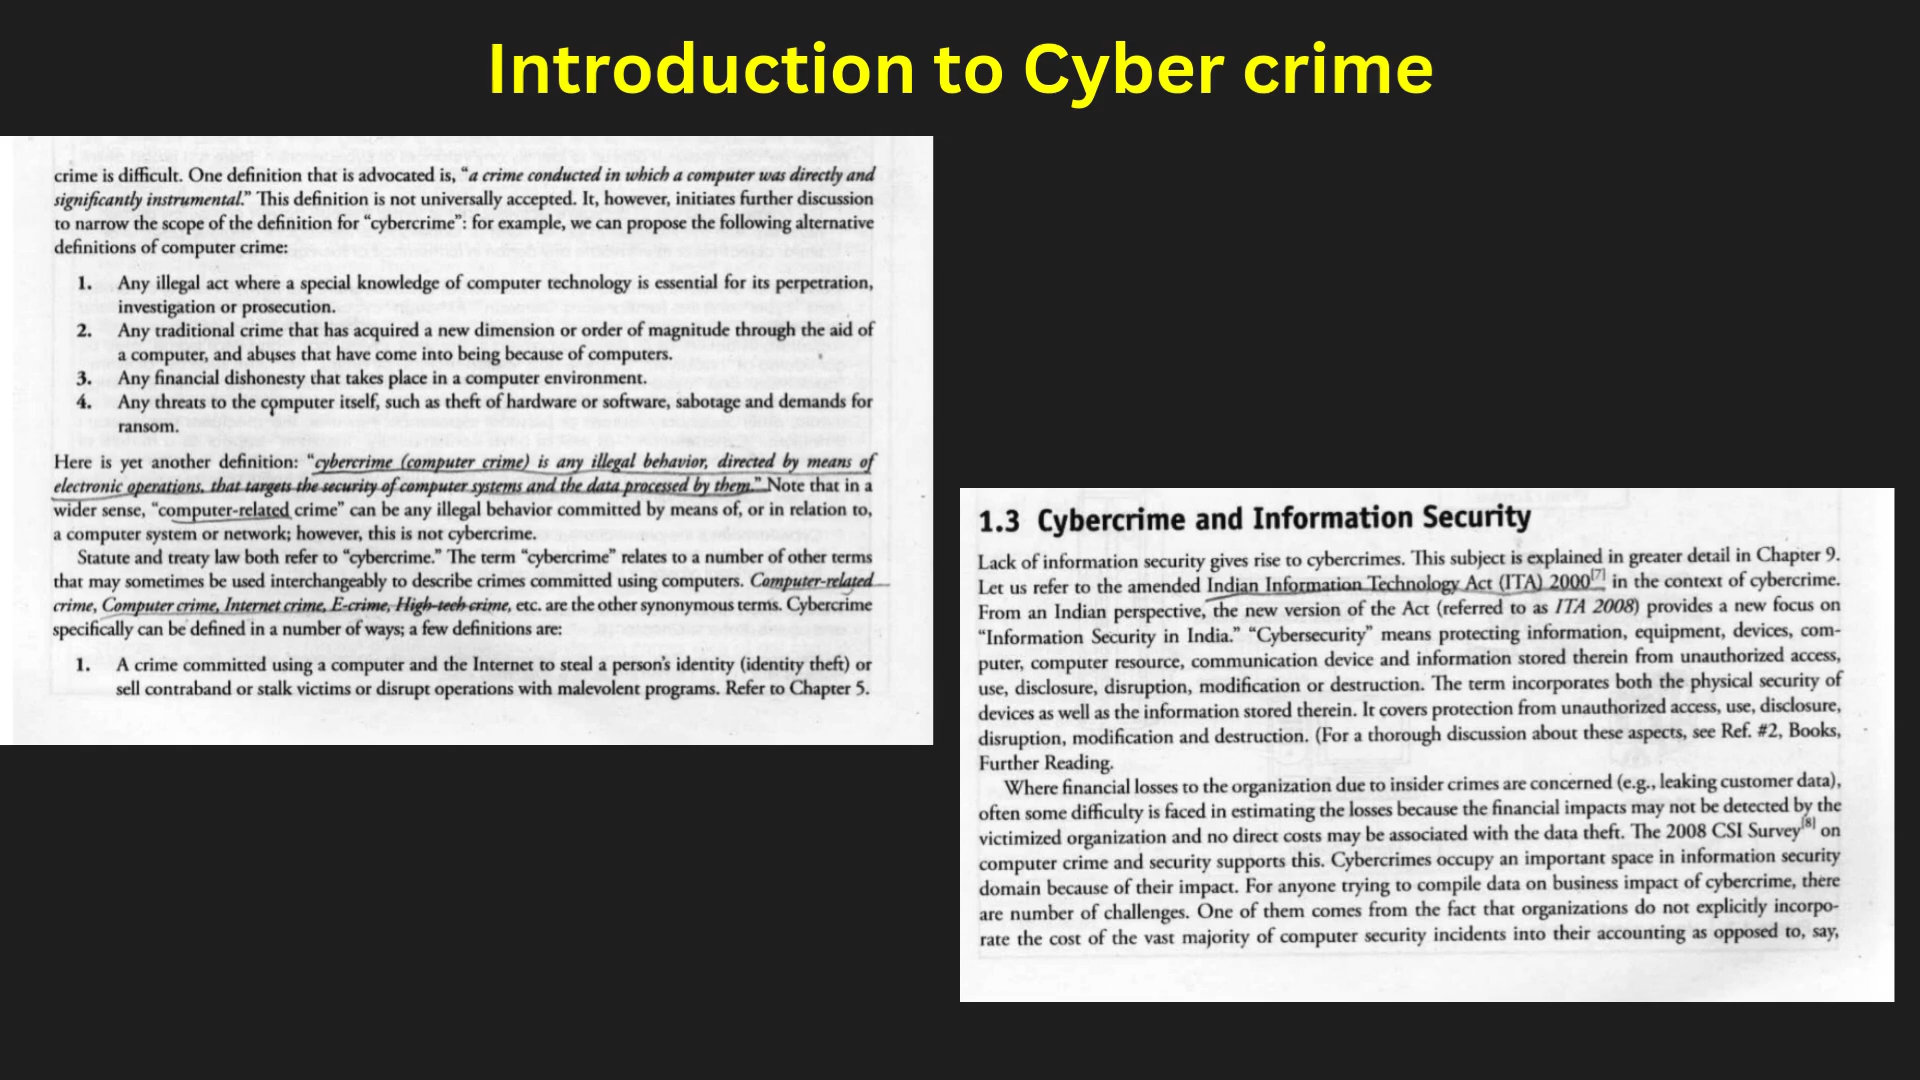 Introduction to Cyber crime
crime is difficult. One definition that is advocated is, “a crime conducted in which a computer was directly and
significantly instrumental.” This definition is not universally accepted. It, however, initiates further discussion
to narrow the scope of the definition for “cybercrime”: for example, we can propose the following alternative
definitions of computer crime:
1. Any illegal act where a special knowledge of computer technology is essential for its perpetration,
investigation or prosecution.
2. Any traditional crime that has acquired a new dimension or order of magnitude through the aid of
a computer, and abuses that have come into being because of computers.
3. Any financial dishonesty that takes place in a computer environment.
4. Any threats to the computer itself, such as theft of hardware or software, sabotage and demands for
ransom.
Here is yet another definition: “cybercrime (computer crime) is any illegal behavior, directed by means of
electronic operations, that targets the security of computer systems and the data processed by them.” Note that in a
wider sense, “computer-related crime” can be any illegal behavior committed by means of, or in relation to,
a computer system or network; however, this is not cybercrime.
Statute and treaty law both refer to “cybercrime.” The term “cybercrime” relates to a number of other terms
that may sometimes be used interchangeably to describe crimes committed using computers. Computer-related
crime, Computer crime, Internet crime, E-crime, High-tech crime, etc. are the other synonymous terms. Cybercrime
specifically can be defined in a number of ways; a few definitions are:
1. A crime committed using a computer and the Internet to steal a person’s identity (identity theft) or
sell contraband or stalk victims or disrupt operations with malevolent programs. Refer to Chapter 5.
1.3 Cybercrime and Information Security
Lack of information security gives rise to cybercrimes. This subject is explained in greater detail in Chapter 9.
Let us refer to the amended Indian Information Technology Act (ITA) 2000[7] in the context of cybercrime.
From an Indian perspective, the new version of the Act (referred to as ITA 2008) provides a new focus on
“Information Security in India.” “Cybersecurity” means protecting information, equipment, devices, com-
puter, computer resource, communication device and information stored therein from unauthorized access,
use, disclosure, disruption, modification or destruction. The term incorporates both the physical security of
devices as well as the information stored therein. It covers protection from unauthorized access, use, disclosure,
disruption, modification and destruction. (For a thorough discussion about these aspects, see Ref. #2, Books,
Further Reading.
Where financial losses to the organization due to insider crimes are concerned (e.g., leaking customer data),
often some difficulty is faced in estimating the losses because the financial impacts may not be detected by the
victimized organization and no direct costs may be associated with the data theft. The 2008 CSI Survey[8] on
computer crime and security supports this. Cybercrimes occupy an important space in information security
domain because of their impact. For anyone trying to compile data on business impact of cybercrime, there
are number of challenges. One of them comes from the fact that organizations do not explicitly incorpo-
rate the cost of the vast majority of computer security incidents into their accounting as opposed to, say,